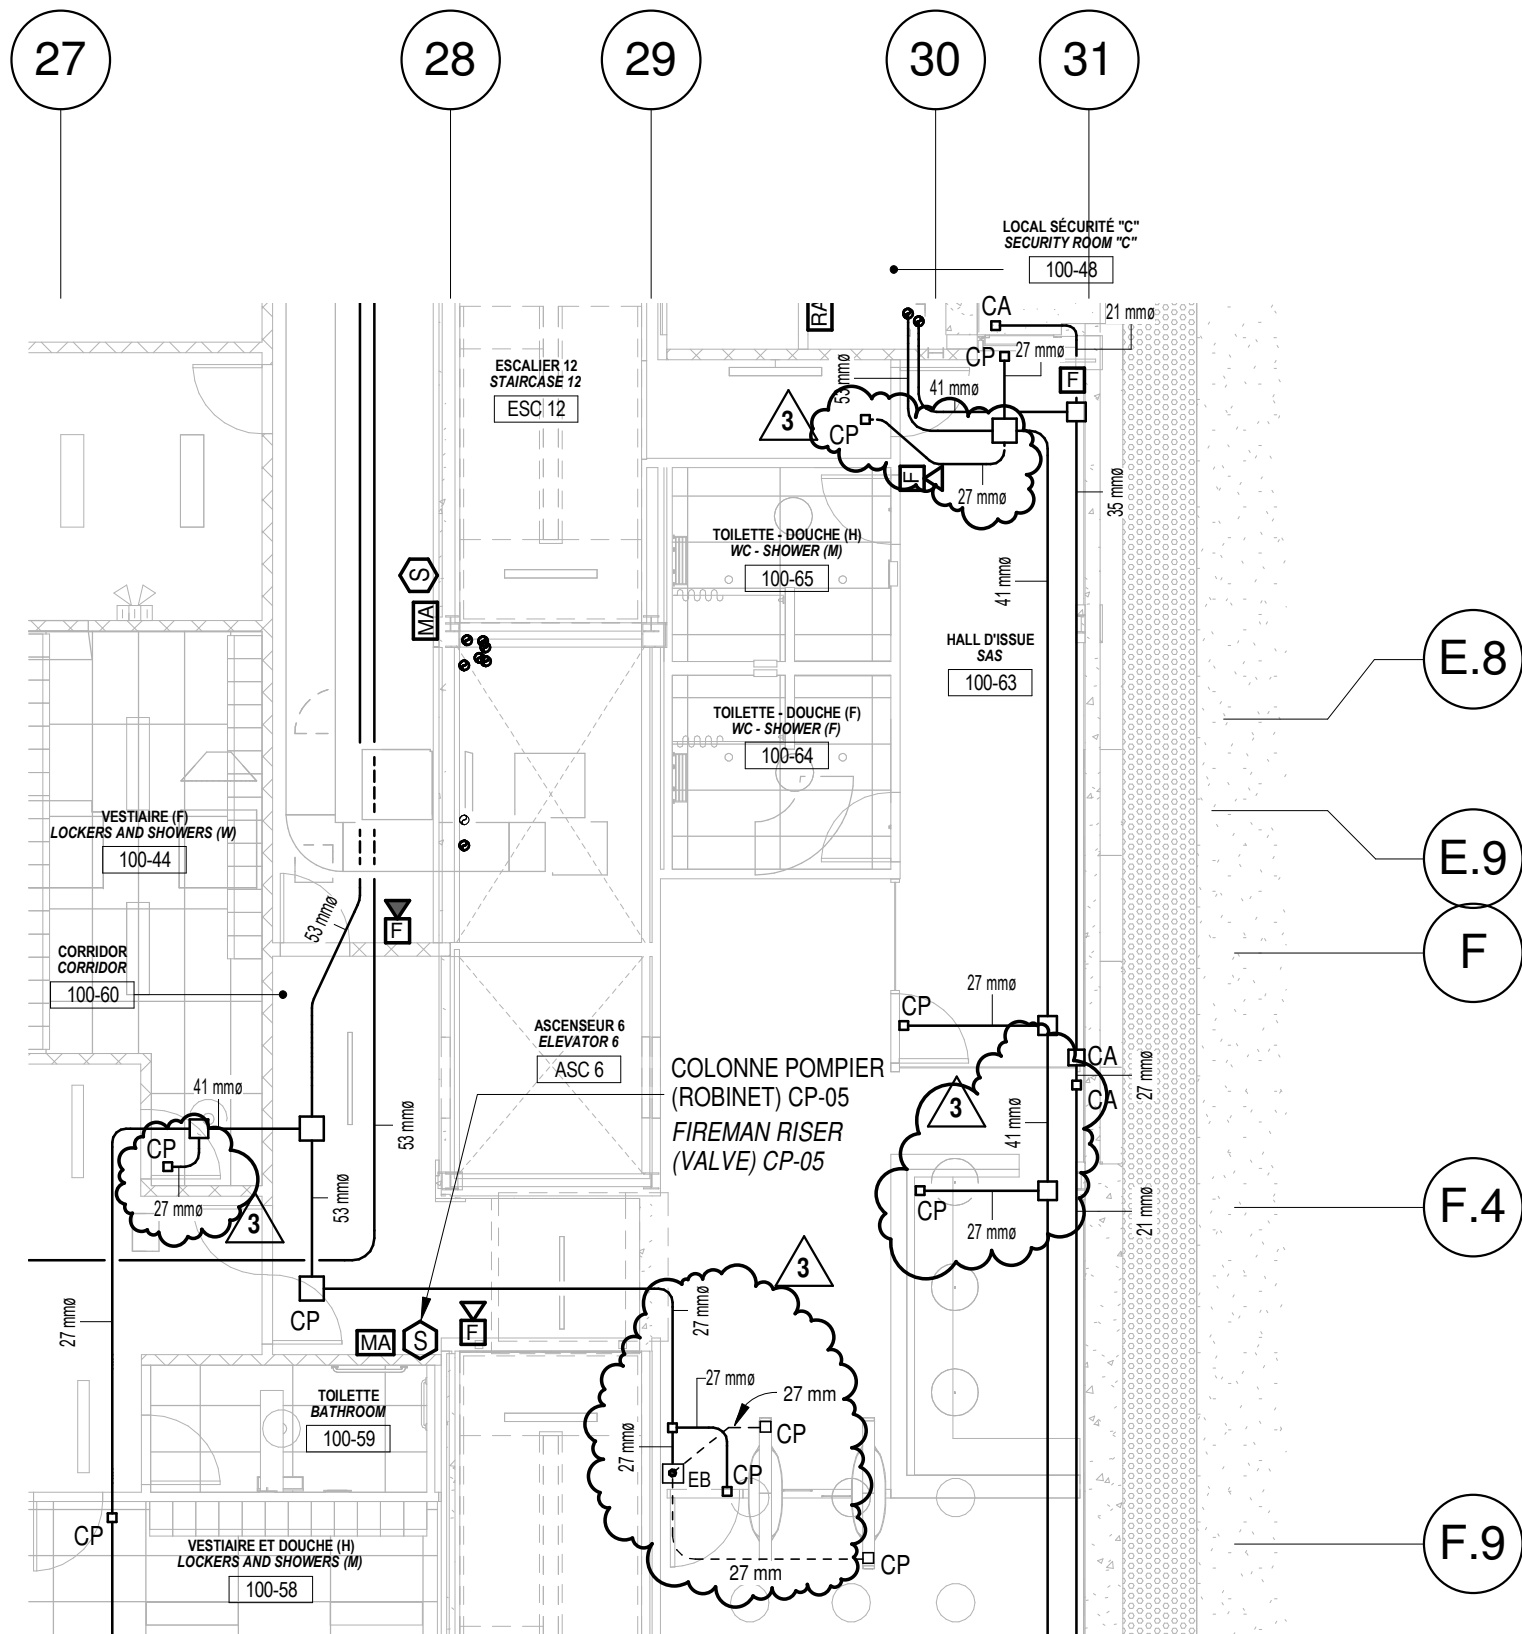 27
28
29
30
31
LOCAL SÉCURITÉ "C"
SECURITY ROOM "C"
100-48
RA
CA
21 mmø
CP
27 mmø
F
53 mmø
41 mmø
ESCALIER 12
STAIRCASE 12
ESC 12
3
CP
F
27 mmø
35 mmø
TOILETTE - DOUCHE (H)
WC - SHOWER (M)
100-65
S
MA
41 mmø
HALL D'ISSUE
SAS
100-63
E.8
TOILETTE - DOUCHE (F)
WC - SHOWER (F)
100-64
VESTIAIRE (F)
LOCKERS AND SHOWERS (W)
100-44
E.9
53 mmø
F
CORRIDOR
CORRIDOR
100-60
F
27 mmø
CP
ASCENSEUR 6
ELEVATOR 6
ASC 6
COLONNE POMPIER
(ROBINET) CP-05
FIREMAN RISER
(VALVE) CP-05
CA
27 mmø
CA
3
41 mmø
41 mmø
CP
53 mmø
27 mmø
3
53 mmø
CP
27 mmø
21 mmø
F.4
3
CP
27 mmø
MA
S
F
27 mmø
27 mmø
27 mm
CP
27 mmø
EB
CP
TOILETTE
BATHROOM
100-59
CP
VESTIAIRE ET DOUCHE (H)
LOCKERS AND SHOWERS (M)
100-58
27 mm
CP
F.9